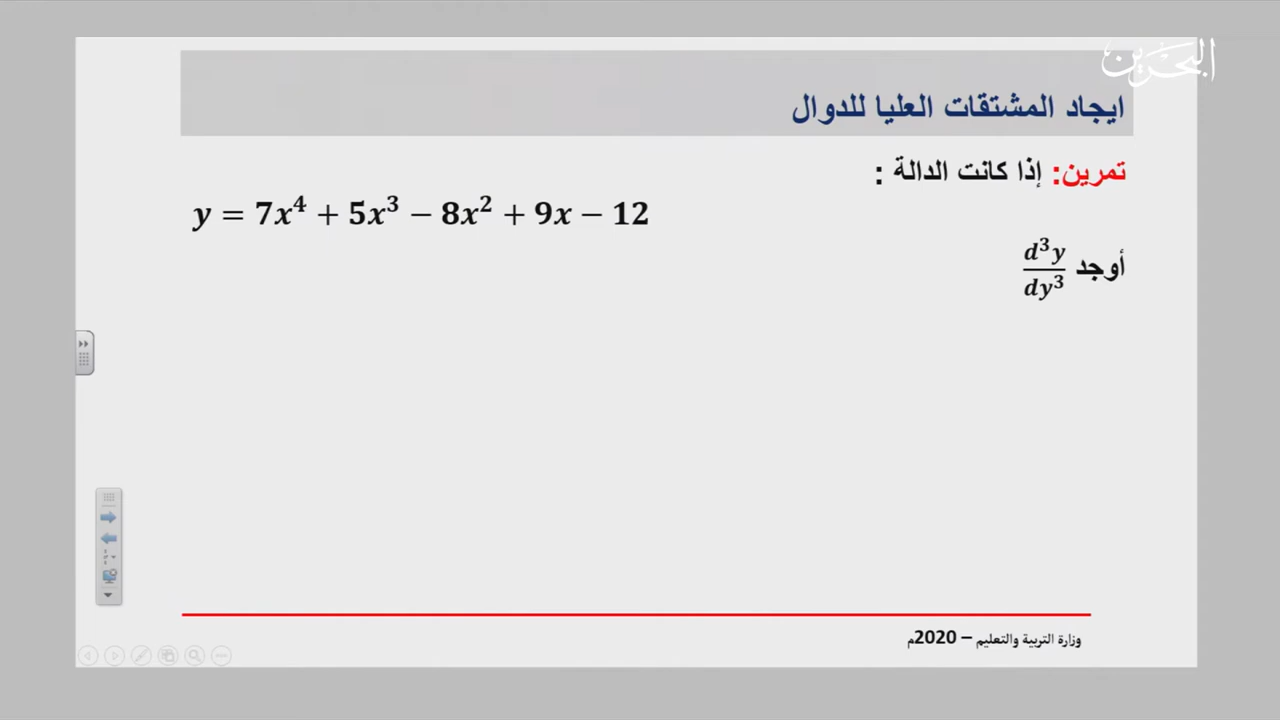 البحرين
ايجاد المشتقات العليا للدوال
تمرين: إذا كانت الدالة :
y = 7x⁴ + 5x³ − 8x² + 9x − 12
أوجد d³y/dy³
وزارة التربية والتعليم – 2020م